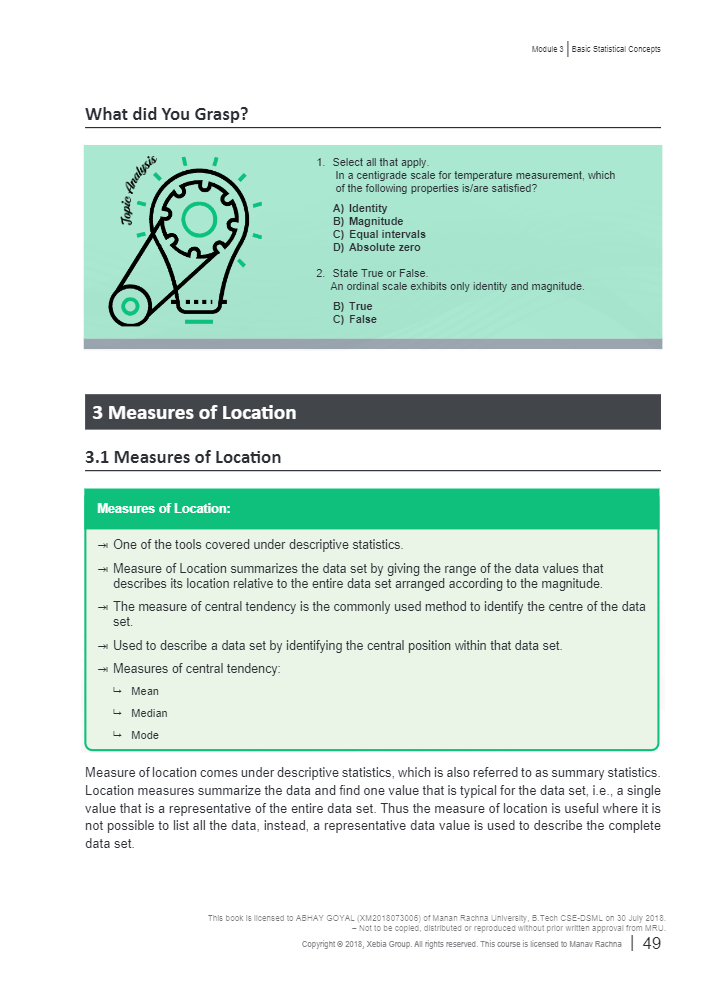 Module 3 | Basic Statistical Concepts
What did You Grasp?
Topic Analysis
1. Select all that apply.
In a centigrade scale for temperature measurement, which
of the following properties is/are satisfied?
A) Identity
B) Magnitude
C) Equal intervals
D) Absolute zero
2. State True or False.
An ordinal scale exhibits only identity and magnitude.
B) True
C) False
3 Measures of Location
3.1 Measures of Location
Measures of Location:
⇥ One of the tools covered under descriptive statistics.
⇥ Measure of Location summarizes the data set by giving the range of the data values that
describes its location relative to the entire data set arranged according to the magnitude.
⇥ The measure of central tendency is the commonly used method to identify the centre of the data
set.
⇥ Used to describe a data set by identifying the central position within that data set.
⇥ Measures of central tendency:
↪ Mean
↪ Median
↪ Mode
Measure of location comes under descriptive statistics, which is also referred to as summary statistics.
Location measures summarize the data and find one value that is typical for the data set, i.e., a single
value that is a representative of the entire data set. Thus the measure of location is useful where it is
not possible to list all the data, instead, a representative data value is used to describe the complete
data set.
This book is licensed to ABHAY GOYAL (XM2018073006) of Manan Rachna University, B.Tech CSE-DSML on 30 July 2018.
– Not to be copied, distributed or reproduced without prior written approval from MRU.
Copyright © 2018, Xebia Group. All rights reserved. This course is licensed to Manav Rachna | 49